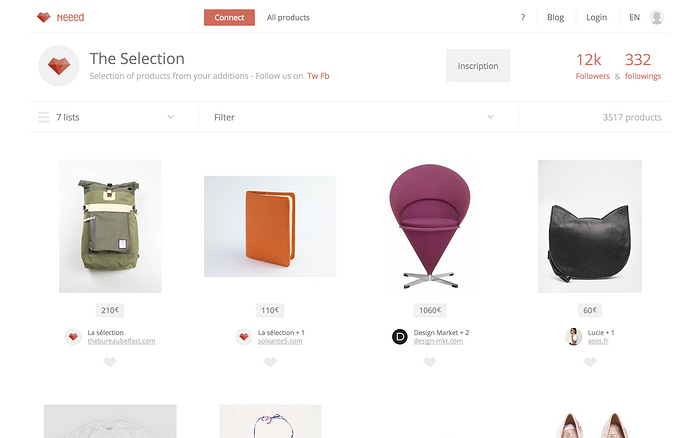 Neeed
Connect
All products
?
Blog
Login
EN
The Selection
Selection of products from your additions - Follow us on Tw Fb
Inscription
12k
Followers
&
332
followings
7 lists
Filter
3517 products
210€
110€
1060€
60€
La sélection
thebureaubelfast.com
La sélection + 1
soixante5.com
D
Design Market + 2
design-mkt.com
Lucie + 1
asos.fr